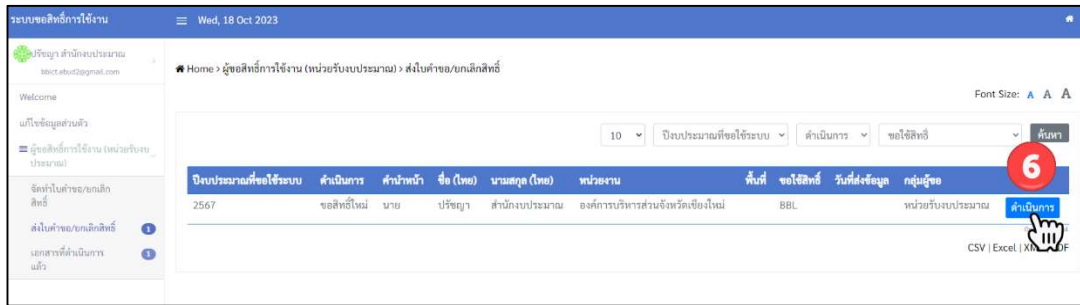 ระบบขอสิทธิ์การใช้งาน
Wed, 18 Oct 2023
ปรัชญา สำนักงบประมาณ
bbict.ebud2@gmail.com
Welcome
แก้ไขข้อมูลส่วนตัว
ผู้ขอสิทธิ์การใช้งาน (หน่วยรับงบ
ประมาณ)
จัดทำใบคำขอ/ยกเลิก
สิทธิ์
ส่งใบคำขอ/ยกเลิกสิทธิ์ 1
เอกสารที่ดำเนินการ 1
แล้ว
Home > ผู้ขอสิทธิ์การใช้งาน (หน่วยรับงบประมาณ) > ส่งใบคำขอ/ยกเลิกสิทธิ์
Font Size: A A A
10 ปีงบประมาณที่ขอใช้ระบบ ดำเนินการ ขอใช้สิทธิ์ ค้นหา
6
ปีงบประมาณที่ขอใช้ระบบ ดำเนินการ คำนำหน้า ชื่อ (ไทย) นามสกุล (ไทย) หน่วยงาน พื้นที่ ขอใช้สิทธิ์ วันที่ส่งข้อมูล กลุ่มผู้ขอ
2567 ขอสิทธิ์ใหม่ นาย ปรัชญา สำนักงบประมาณ องค์การบริหารส่วนจังหวัดเชียงใหม่ BBL หน่วยรับงบประมาณ ดำเนินการ
CSV | Excel |